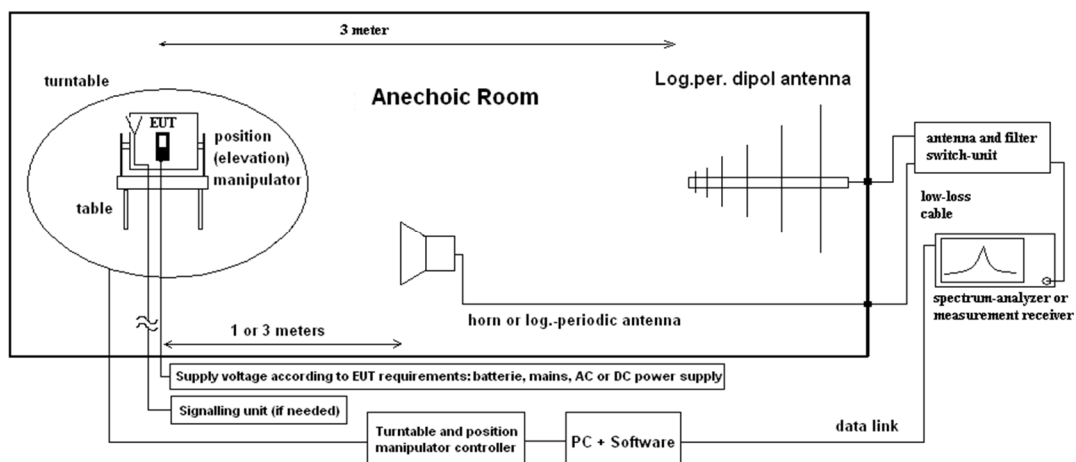 3 meter
turntable
Log.per. dipol antenna
Anechoic Room
EUT
position
(elevation)
manipulator
antenna and filter
switch-unit
table
low-loss
cable
spectrum-analyzer or
measurement receiver
horn or log.-periodic antenna
1 or 3 meters
Supply voltage according to EUT requirements: batterie, mains, AC or DC power supply
Signalling unit (if needed)
Turntable and position
manipulator controller
PC + Software
data link